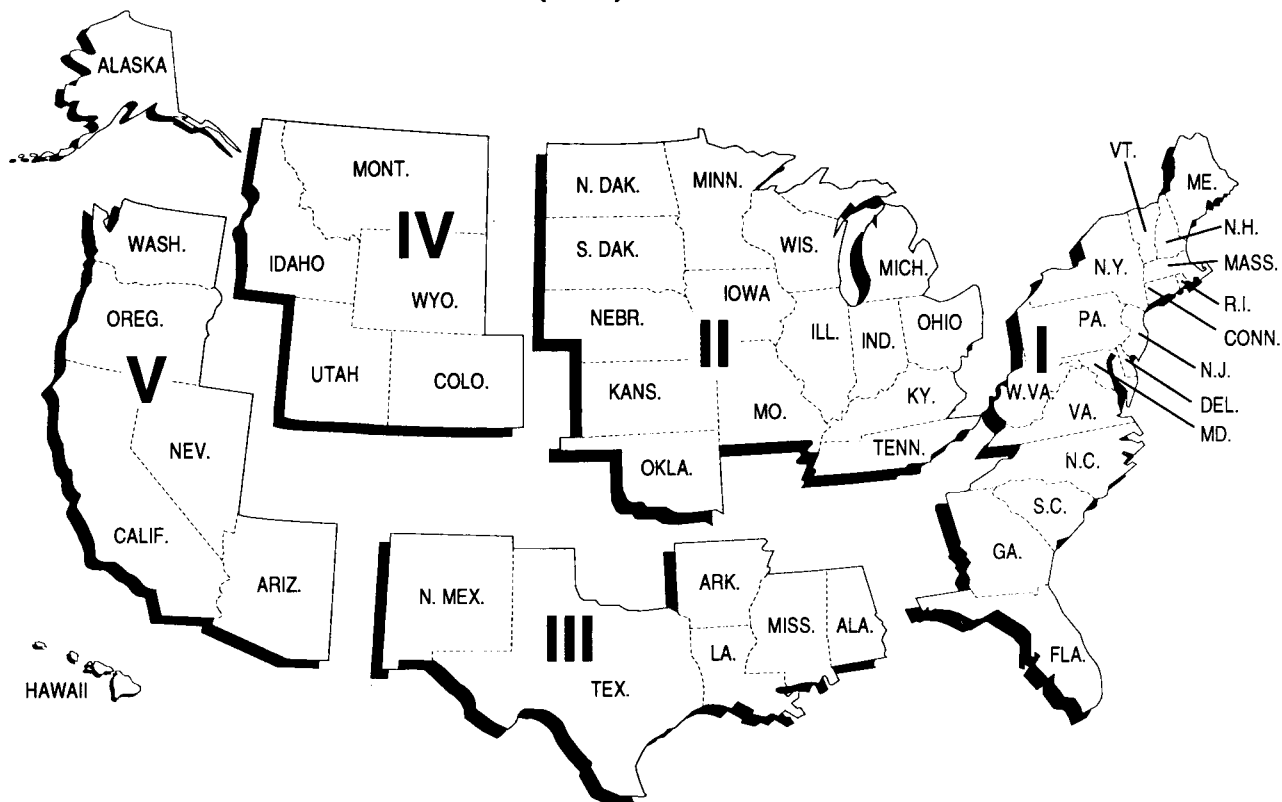 ALASKA
MONT.
IV
IDAHO
WYO.
UTAH
COLO.
WASH.
OREG.
V
NEV.
CALIF.
ARIZ.
HAWAII
N. DAK.
MINN.
S. DAK.
WIS.
MICH.
NEBR.
IOWA
II
ILL.
IND.
OHIO
KANS.
MO.
KY.
OKLA.
TENN.
N. MEX.
III
TEX.
ARK.
LA.
MISS.
ALA.
VT.
ME.
N.H.
N.Y.
MASS.
R.I.
CONN.
PA.
I
N.J.
DEL.
MD.
W.VA.
VA.
N.C.
S.C.
GA.
FLA.